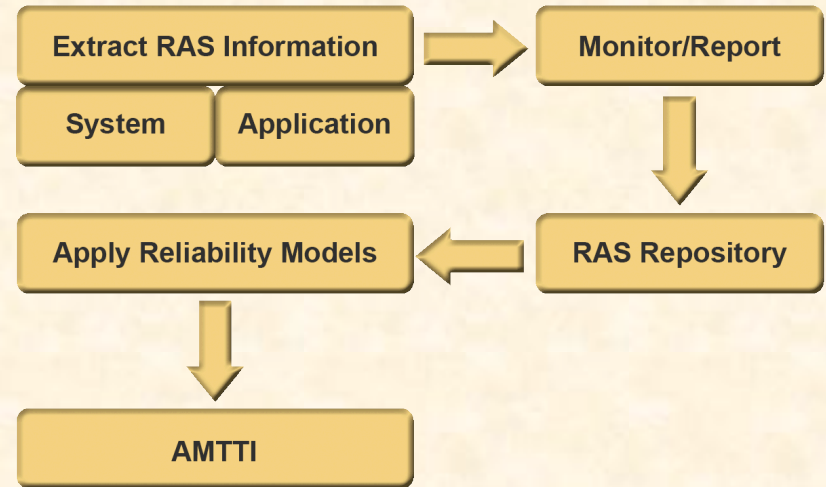 Extract RAS Information
Monitor/Report
System
Application
Apply Reliability Models
RAS Repository
AMTTI